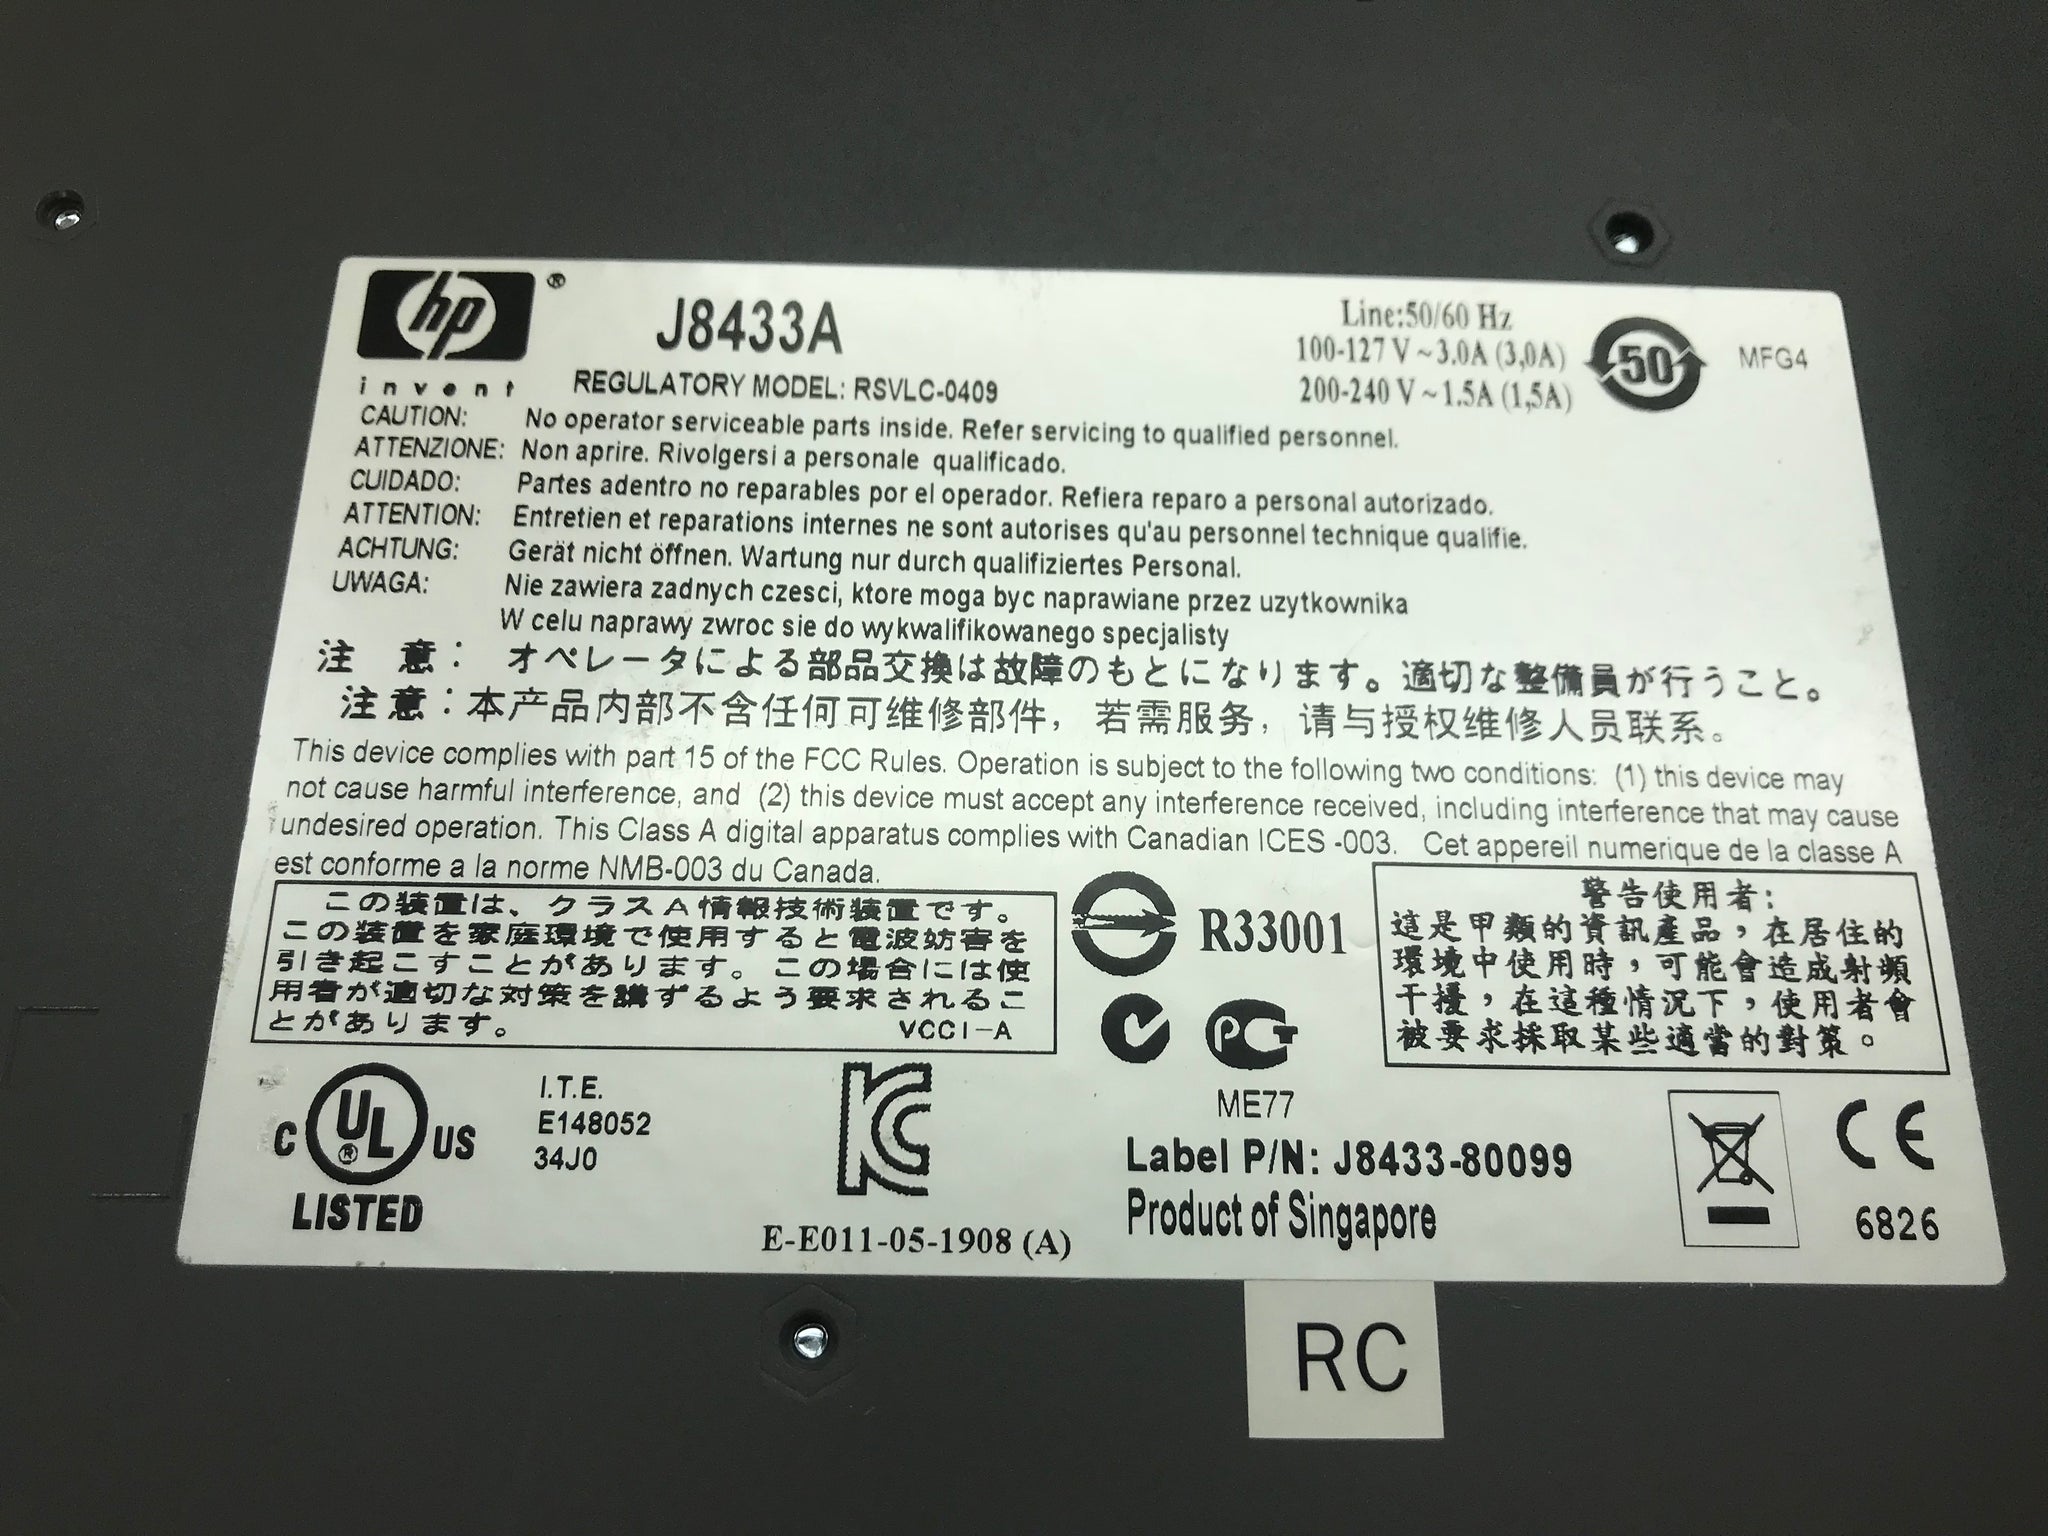 hp ®
invent
J8433A
REGULATORY MODEL: RSVLC-0409
Line:50/60 Hz
100-127 V ~ 3.0A (3,0A)
200-240 V ~ 1.5A (1,5A)
50
MFG4
CAUTION: No operator serviceable parts inside. Refer servicing to qualified personnel.
ATTENZIONE: Non aprire. Rivolgersi a personale qualificado.
CUIDADO: Partes adentro no reparables por el operador. Refiera reparo a personal autorizado.
ATTENTION: Entretien et reparations internes ne sont autorises qu'au personnel technique qualifie.
ACHTUNG: Gerät nicht öffnen. Wartung nur durch qualifiziertes Personal.
UWAGA: Nie zawiera zadnych czesci, ktore moga byc naprawiane przez uzytkownika
W celu naprawy zwroc sie do wykwalifikowanego specjalisty
注 意： オペレータによる部品交換は故障のもとになります。適切な整備員が行うこと。
注意：本产品内部不含任何可维修部件，若需服务，请与授权维修人员联系。
This device complies with part 15 of the FCC Rules. Operation is subject to the following two conditions: (1) this device may
not cause harmful interference, and (2) this device must accept any interference received, including interference that may cause
undesired operation. This Class A digital apparatus complies with Canadian ICES -003. Cet appereil numerique de la classe A
est conforme a la norme NMB-003 du Canada.
この装置は、クラスA情報技術装置です。
この装置を家庭環境で使用すると電波妨害を
引き起こすことがあります。この場合には使
用者が適切な対策を講ずるよう要求されるこ
とがあります。 VCCI-A
R33001
警告使用者：
這是甲類的資訊產品，在居住的
環境中使用時，可能會造成射頻
干擾，在這種情況下，使用者會
被要求採取某些適當的對策。
PCT
ME77
C UL ® US
LISTED
I.T.E.
E148052
34J0
KC
E-E011-05-1908 (A)
Label P/N: J8433-80099
Product of Singapore
CE
6826
RC